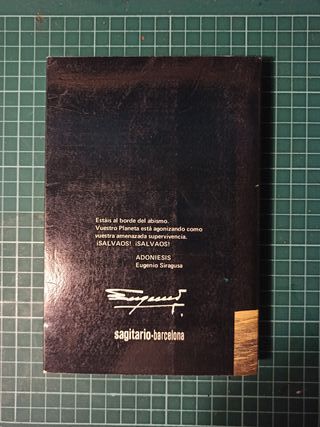 Estáis al borde del abismo.
Vuestro Planeta está agonizando como
vuestra amenazada supervivencia.
¡SALVAOS! ¡SALVAOS!
ADONIESIS
Eugenio Siragusa
sagitario-barcelona